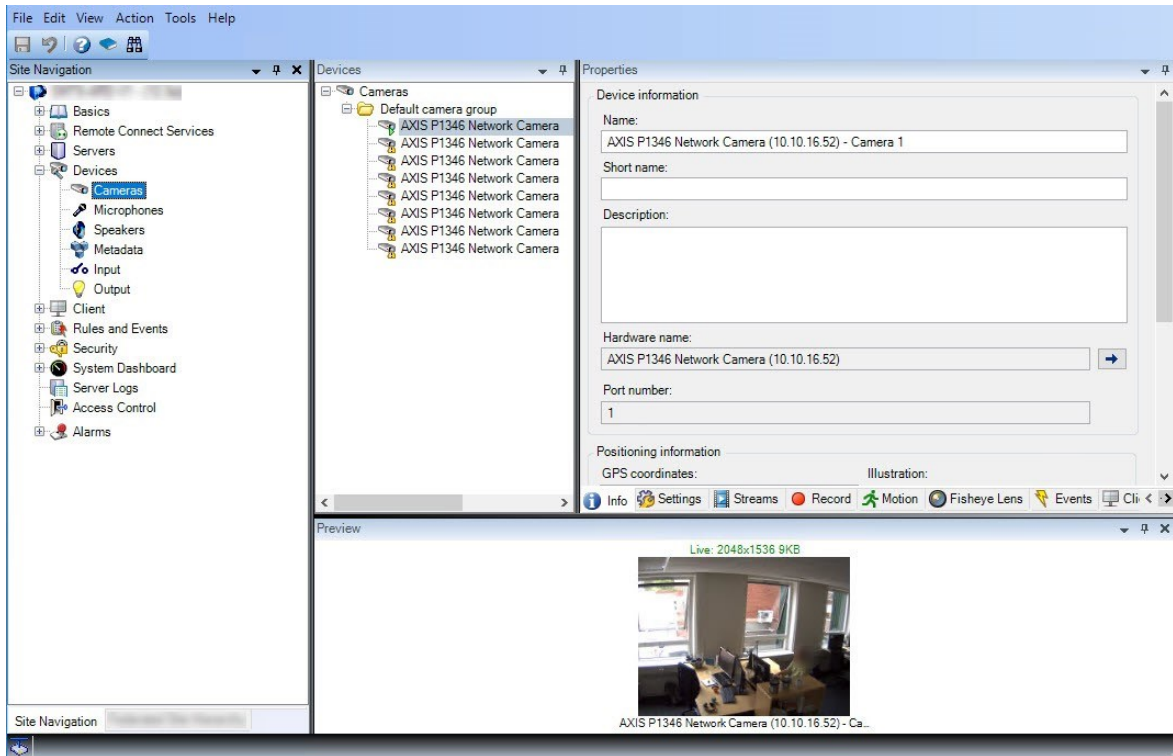 File Edit View Action Tools Help
Site Navigation
Basics
Remote Connect Services
Servers
Devices
Cameras
Microphones
Speakers
Metadata
Input
Output
Client
Rules and Events
Security
System Dashboard
Server Logs
Access Control
Alarms
Site Navigation
Devices
Cameras
Default camera group
AXIS P1346 Network Camera
AXIS P1346 Network Camera
AXIS P1346 Network Camera
AXIS P1346 Network Camera
AXIS P1346 Network Camera
AXIS P1346 Network Camera
AXIS P1346 Network Camera
AXIS P1346 Network Camera
Properties
Device information
Name:
AXIS P1346 Network Camera (10.10.16.52) - Camera 1
Short name:
Description:
Hardware name:
AXIS P1346 Network Camera (10.10.16.52)
Port number:
1
Positioning information
GPS coordinates: Illustration:
Info Settings Streams Record Motion Fisheye Lens Events Cli
Preview
Live: 2048x1536 9KB
AXIS P1346 Network Camera (10.10.16.52) - Ca...